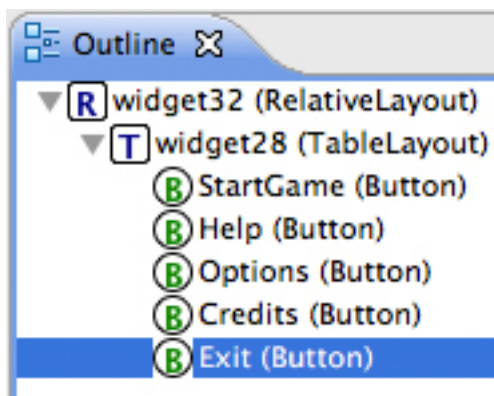 Outline
R widget32 (RelativeLayout)
T widget28 (TableLayout)
B StartGame (Button)
B Help (Button)
B Options (Button)
B Credits (Button)
B Exit (Button)